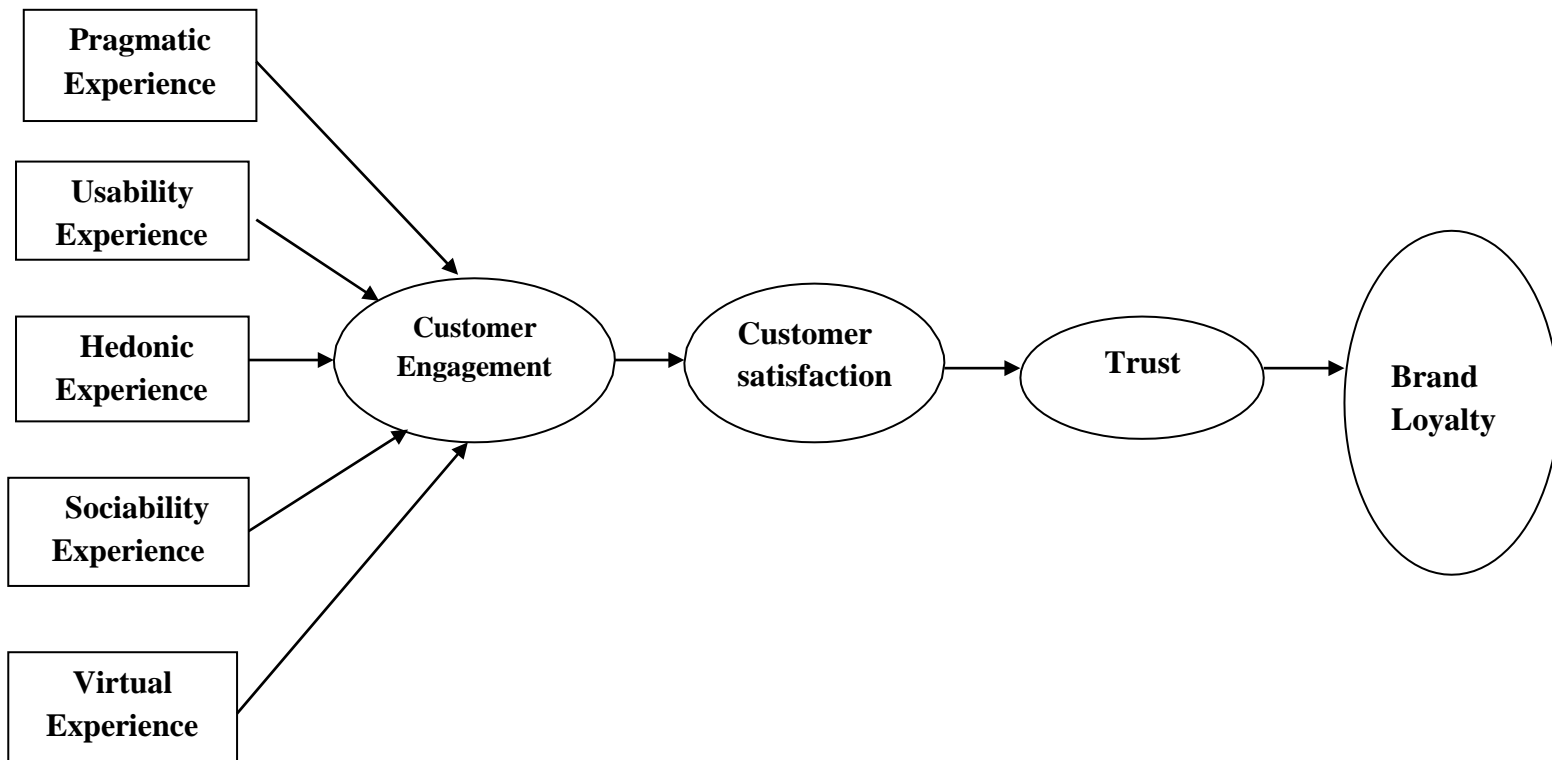 Pragmatic
Experience
Usability
Experience
Hedonic
Experience
Sociability
Experience
Virtual
Experience
Customer
Engagement
Customer
satisfaction
Trust
Brand
Loyalty